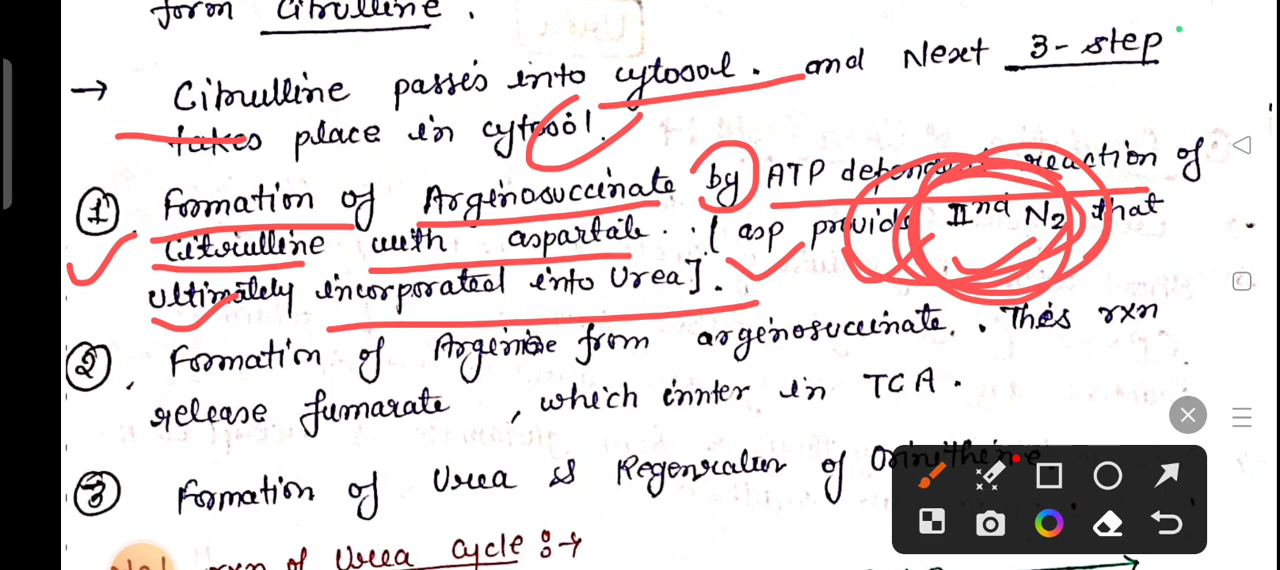 form Citrulline.
→ Citrulline passes into cytosol. and Next 3-step
takes place in cytosol.
① Formation of Argenosuccinate by ATP dependent reaction of
Citrulline with aspartate. [asp provids IInd N2 that
ultimately incorporated into Urea].
②. Formation of Arginine from argenosuccinate. This rxn
release fumarate, which innter in TCA.
③ Formation of Urea & Regenration of Ornithine
rxn of Urea Cycle :→